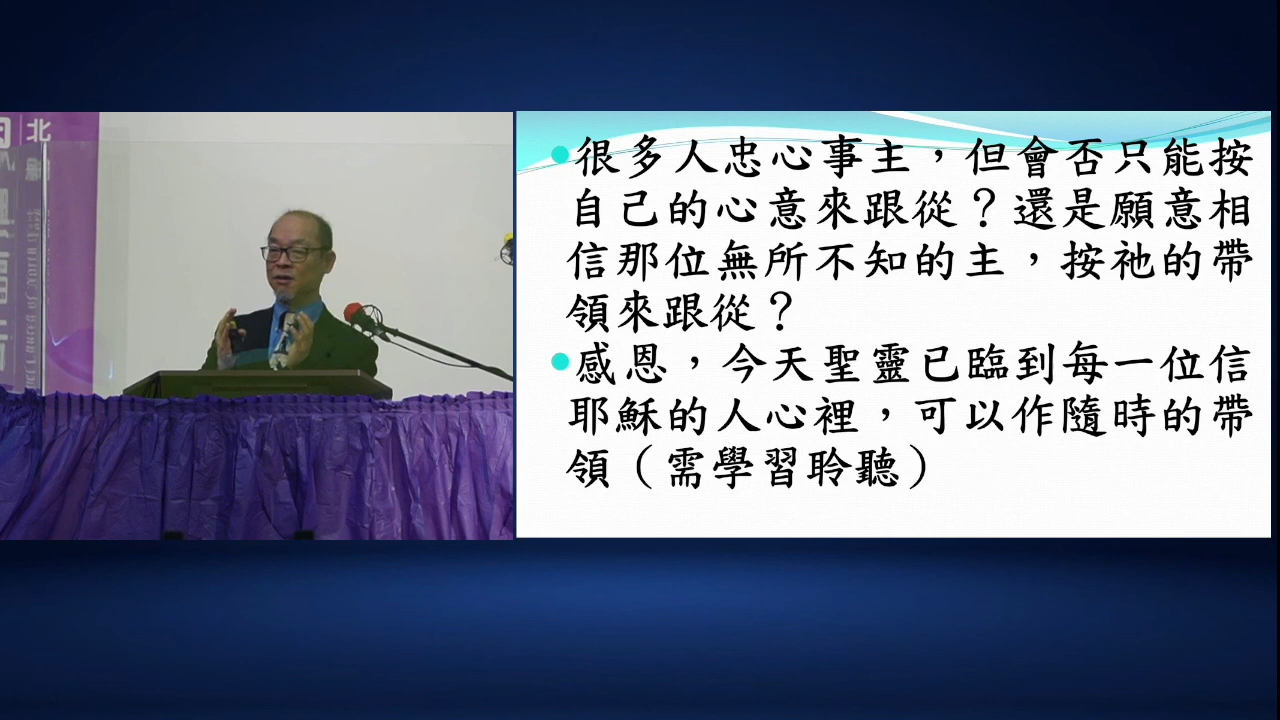 北
很多人忠心事主，但會否只能按
自己的心意來跟從？還是願意相
信那位無所不知的主，按祂的帶
領來跟從？
感恩，今天聖靈已臨到每一位信
耶穌的人心裡，可以作隨時的帶
領（需學習聆聽）